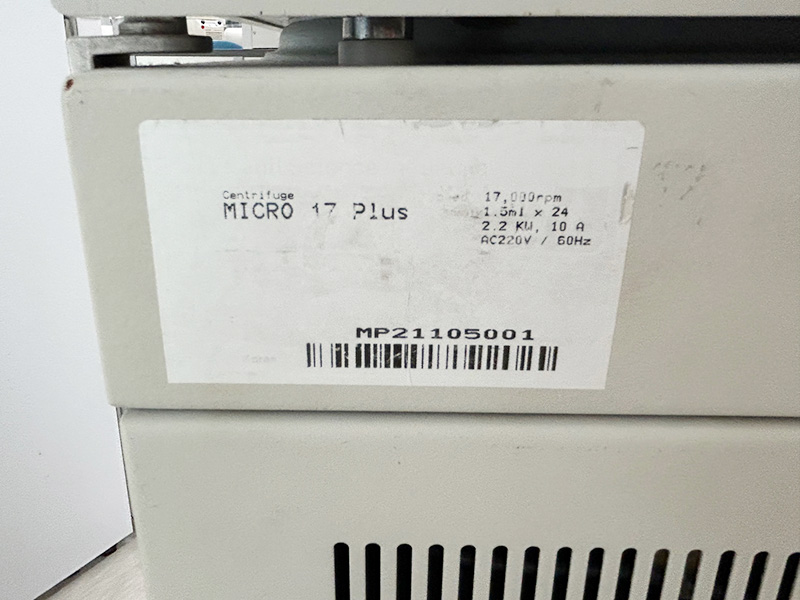 Centrifuge
MICRO 17 Plus
17,000rpm
1.5ml x 24
2.2 KW, 10 A
AC220V / 60Hz
MP21105001